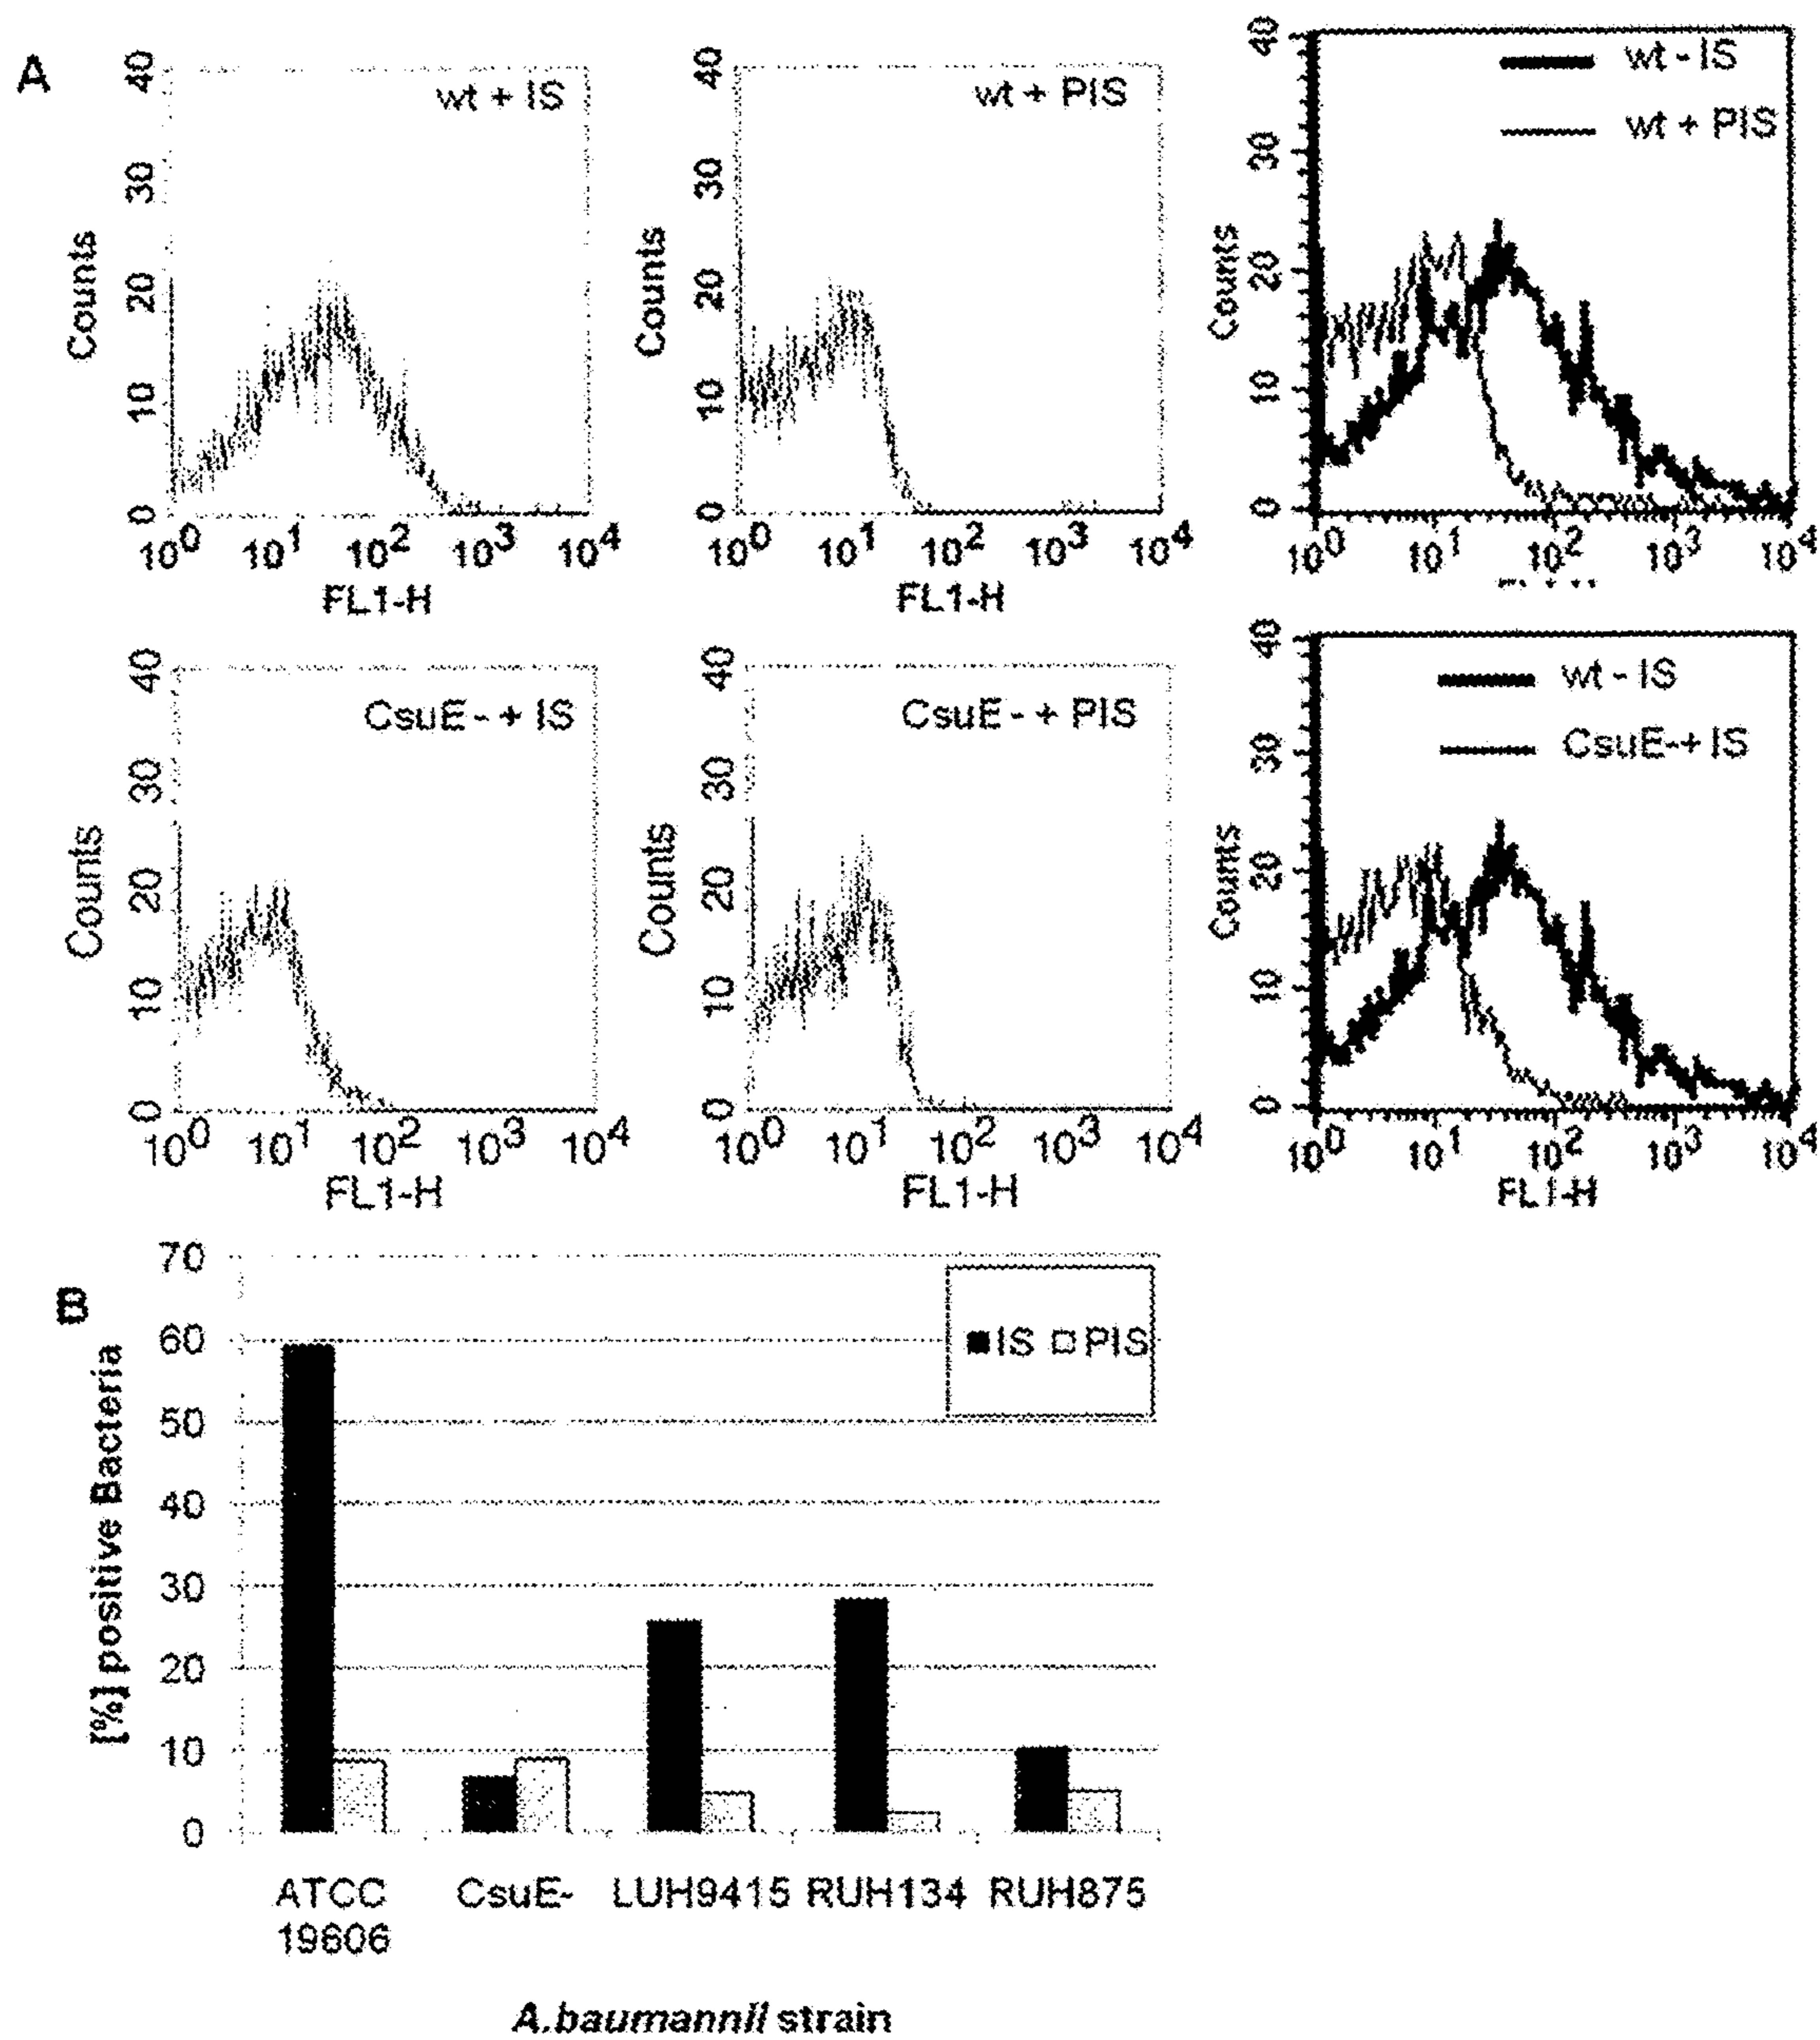 A
40
30
20
10
0
Counts
wt + IS
10^0 10^1 10^2 10^3 10^4
FL1-H
40
30
20
10
0
Counts
wt + PIS
10^0 10^1 10^2 10^3 10^4
FL1-H
40
30
20
10
0
Counts
wt - IS
wt + PIS
10^0 10^1 10^2 10^3 10^4
40
30
20
10
0
Counts
CsuE- + IS
10^0 10^1 10^2 10^3 10^4
FL1-H
40
30
20
10
0
Counts
CsuE- + PIS
10^0 10^1 10^2 10^3 10^4
FL1-H
40
30
20
10
0
Counts
wt - IS
CsuE-+ IS
10^0 10^1 10^2 10^3 10^4
FL1-H
B
70
60
50
40
30
20
10
0
[%] positive Bacteria
IS PIS
ATCC CsuE- LUH9415 RUH134 RUH875
19606
A.baumannii strain